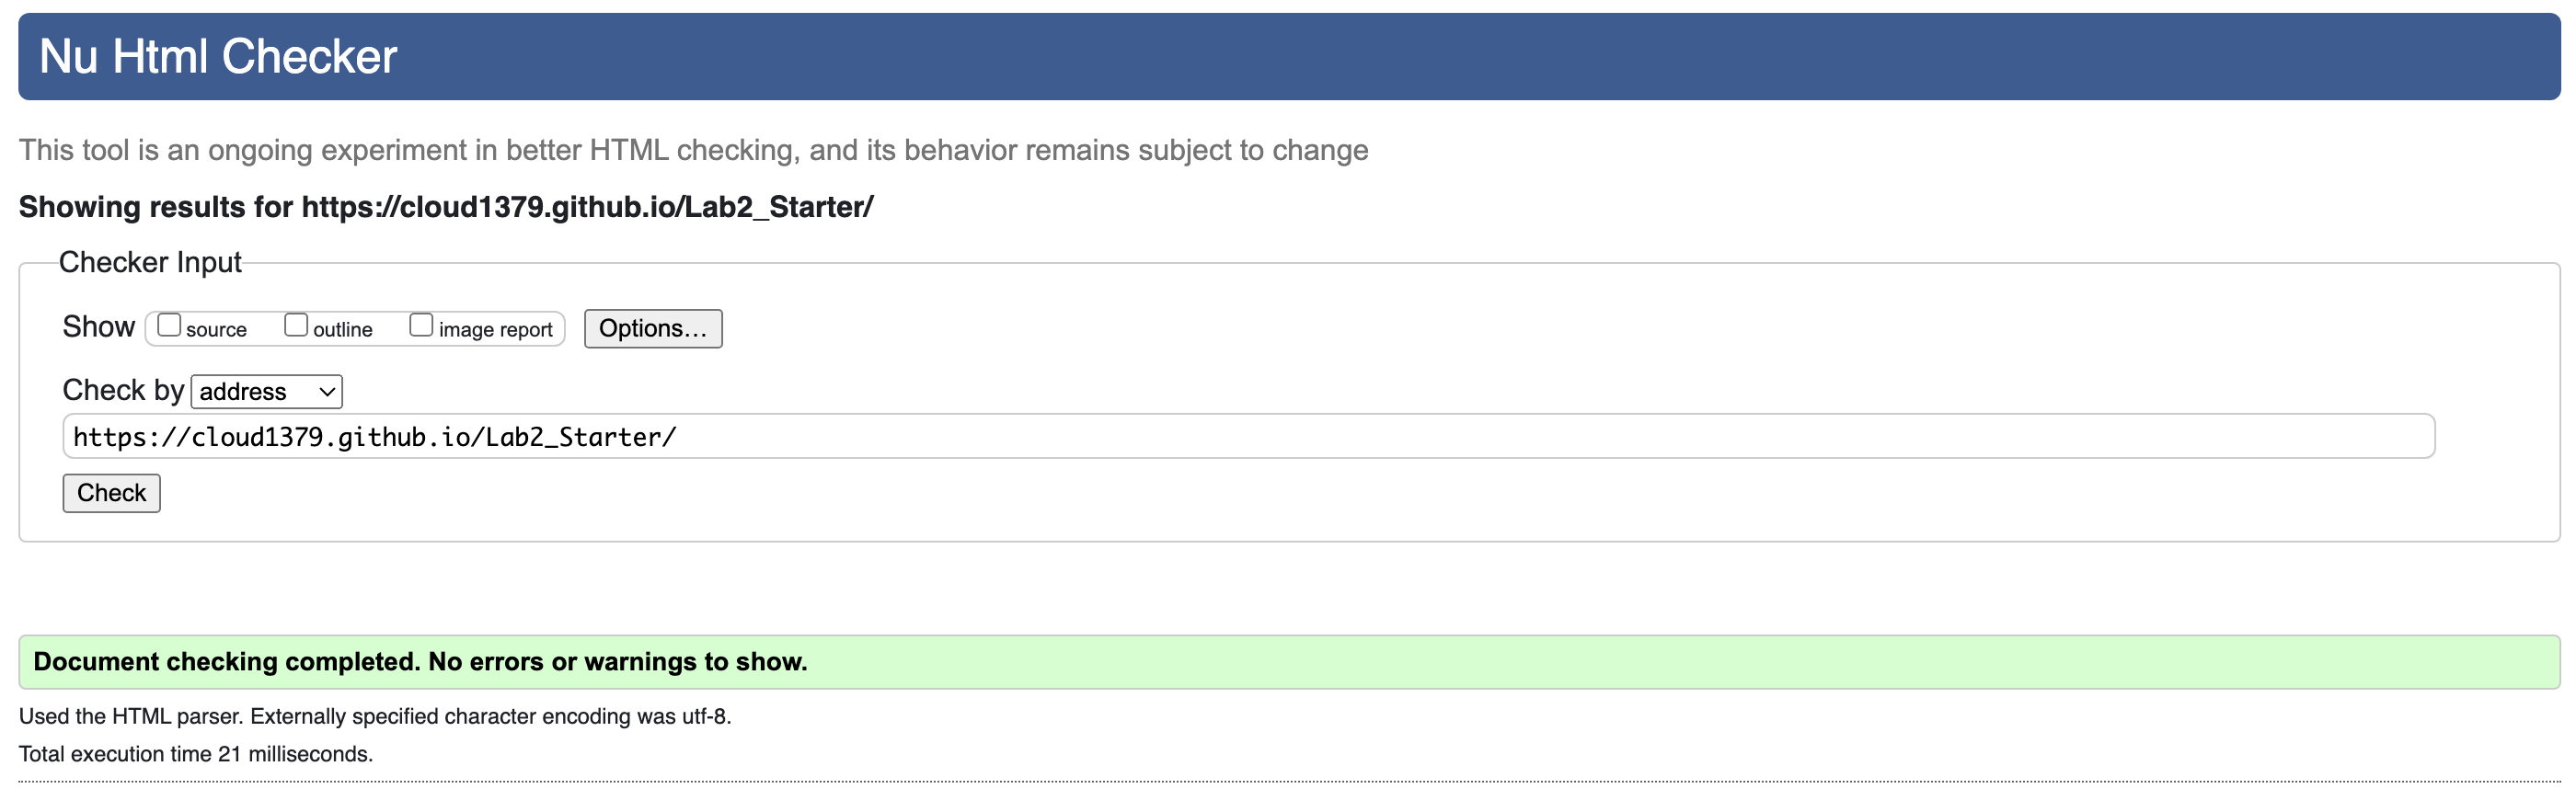 Nu Html Checker
This tool is an ongoing experiment in better HTML checking, and its behavior remains subject to change
Showing results for https://cloud1379.github.io/Lab2_Starter/
Checker Input
Show source outline image report Options…
Check by address
https://cloud1379.github.io/Lab2_Starter/
Check
Document checking completed. No errors or warnings to show.
Used the HTML parser. Externally specified character encoding was utf-8.
Total execution time 21 milliseconds.